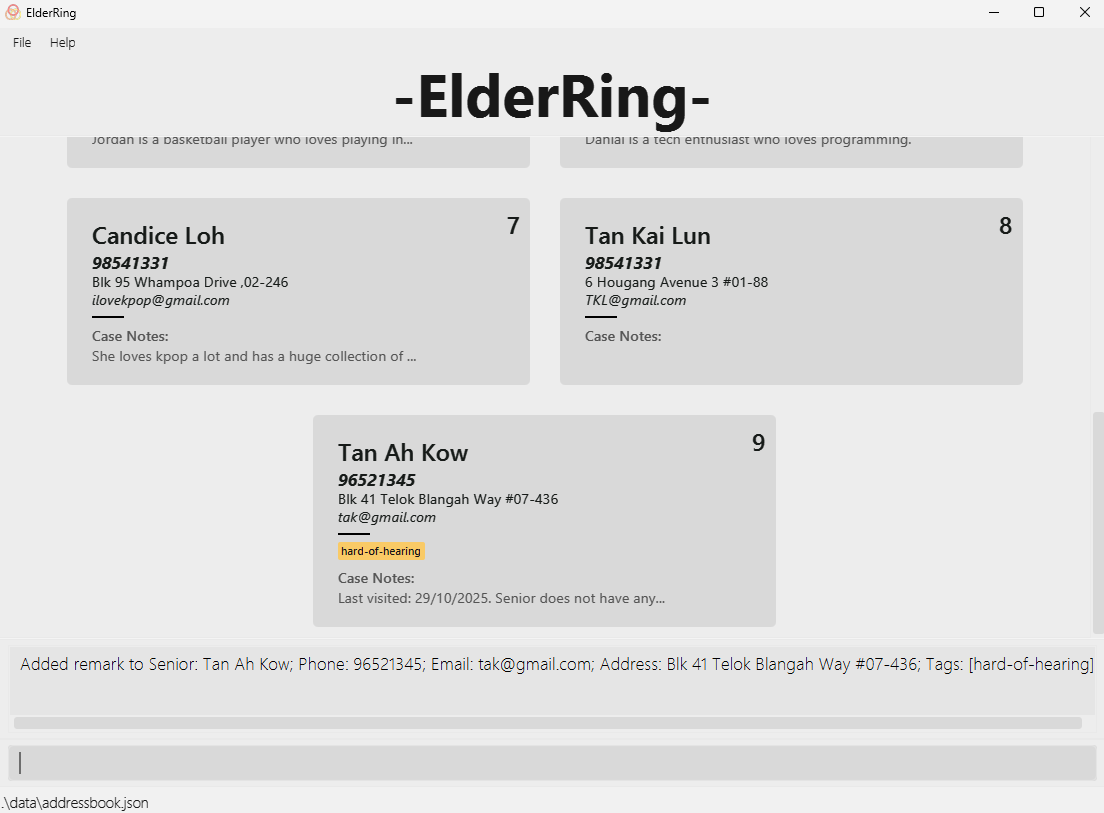 ElderRing
File Help
-ElderRing-
Jordan is a basketball player who loves playing in...
Danial is a tech enthusiast who loves programming.
7
Candice Loh
98541331
Blk 95 Whampoa Drive ,02-246
ilovekpop@gmail.com
Case Notes:
She loves kpop a lot and has a huge collection of ...
8
Tan Kai Lun
98541331
6 Hougang Avenue 3 #01-88
TKL@gmail.com
Case Notes:
9
Tan Ah Kow
96521345
Blk 41 Telok Blangah Way #07-436
tak@gmail.com
hard-of-hearing
Case Notes:
Last visited: 29/10/2025. Senior does not have any...
Added remark to Senior: Tan Ah Kow; Phone: 96521345; Email: tak@gmail.com; Address: Blk 41 Telok Blangah Way #07-436; Tags: [hard-of-hearing]
.\data\addressbook.json